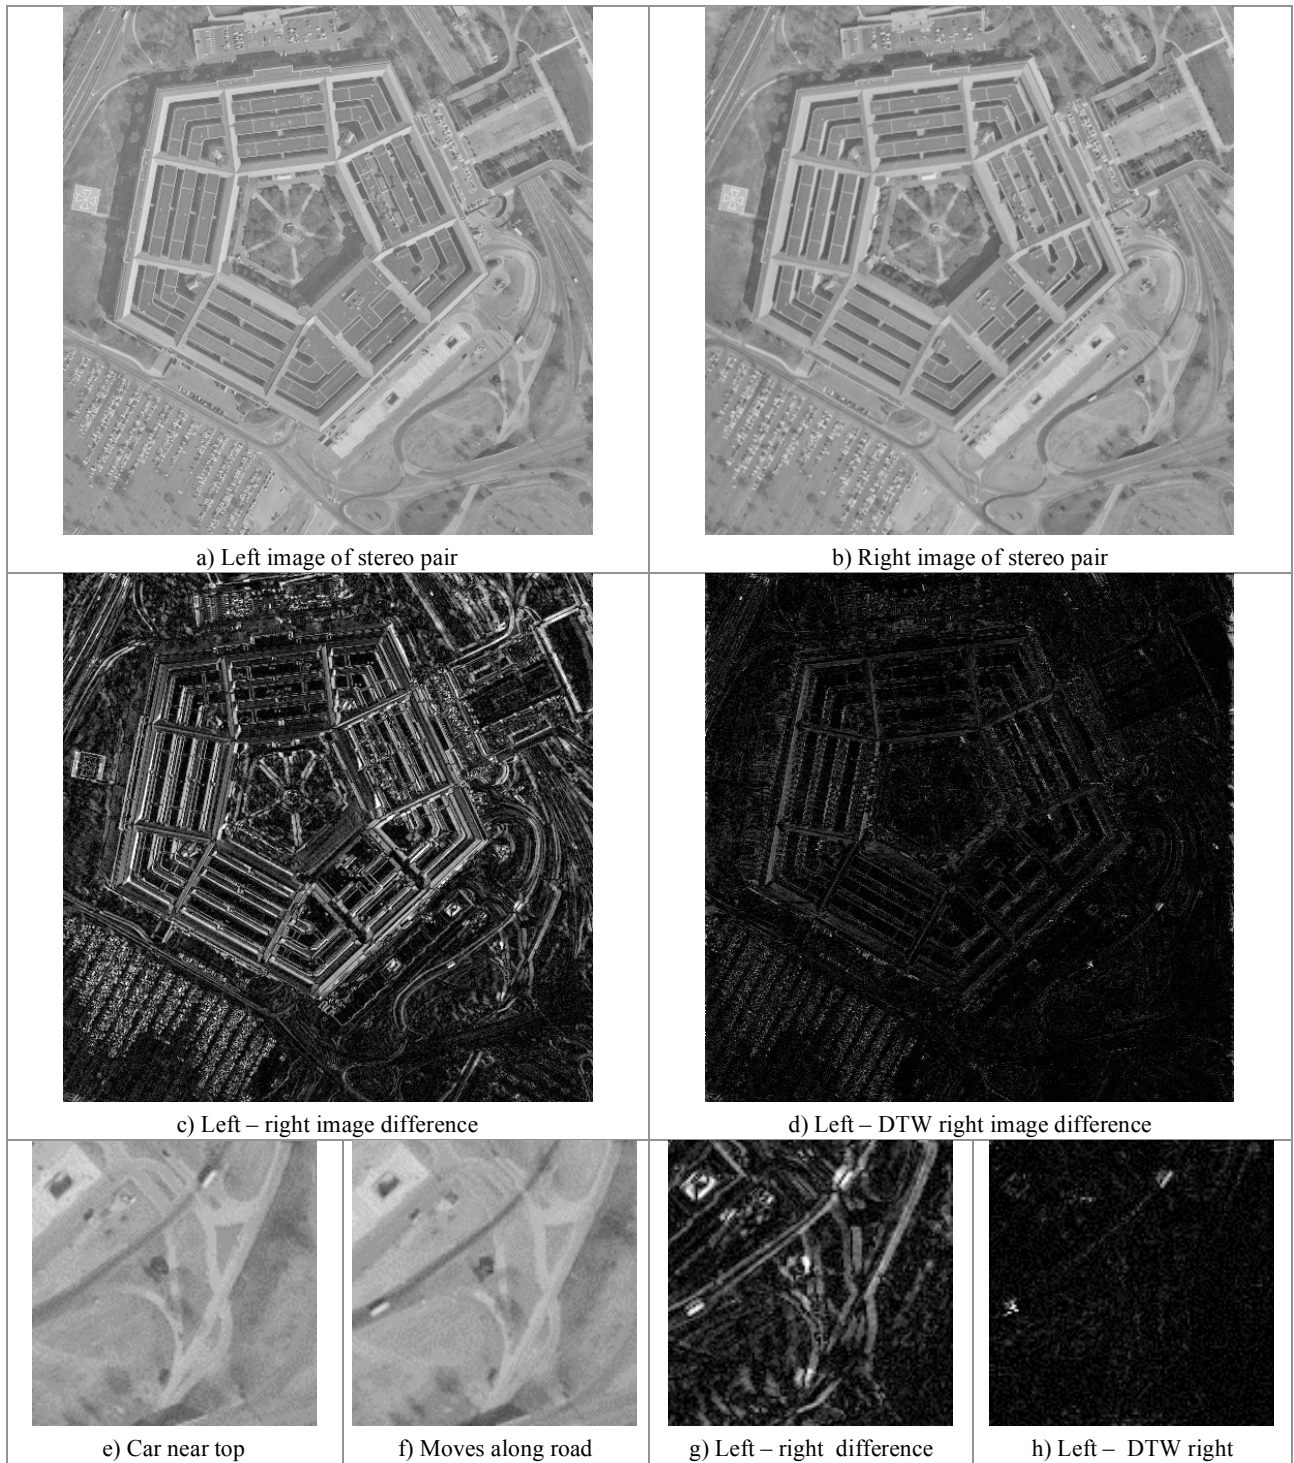 a) Left image of stereo pair
b) Right image of stereo pair
c) Left – right image difference
d) Left – DTW right image difference
e) Car near top
f) Moves along road
g) Left – right  difference
h) Left –  DTW right